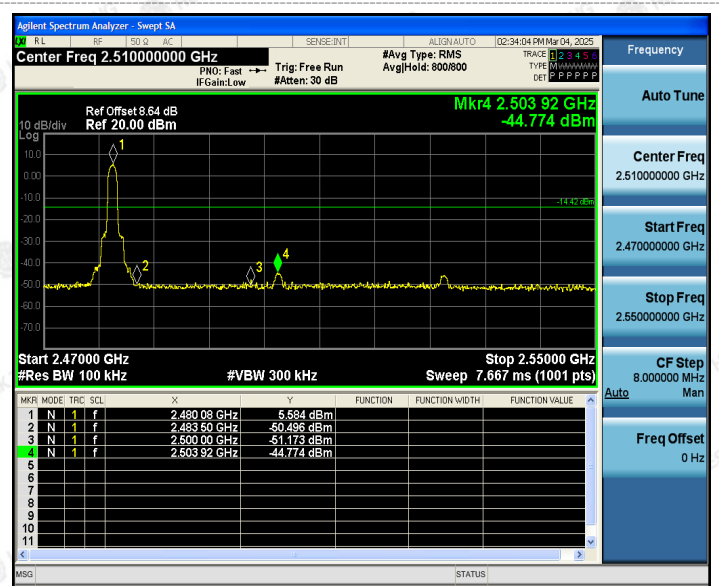 Agilent Spectrum Analyzer - Swept SA
RL RF 50 Ω AC SENSE:INT ALIGNAUTO 02:34:04 PM Mar 04, 2025
Center Freq 2.510000000 GHz
#Avg Type: RMS
TRACE 1 2 3 4 5 6
PNO: Fast Trig: Free Run Avg|Hold: 800/800
TYPE M
IFGain:Low #Atten: 30 dB
DET P P P P P P
Frequency
Auto Tune
Center Freq
2.510000000 GHz
Start Freq
2.470000000 GHz
Stop Freq
2.550000000 GHz
CF Step
8.000000 MHz
Auto Man
Freq Offset
0 Hz
Mkr4 2.503 92 GHz
-44.774 dBm
Ref Offset 8.64 dB
10 dB/div Ref 20.00 dBm
Log
10.0
0.00
-10.0
-20.0
-30.0
-40.0
-50.0
-60.0
-70.0
1
2
3
4
-14.42 dBm
Start 2.47000 GHz Stop 2.55000 GHz
#Res BW 100 kHz #VBW 300 kHz Sweep 7.667 ms (1001 pts)
MKR MODE TRC SCL X Y FUNCTION FUNCTION WIDTH FUNCTION VALUE
1 N 1 f 2.480 08 GHz 5.584 dBm
2 N 1 f 2.483 50 GHz -50.496 dBm
3 N 1 f 2.500 00 GHz -51.173 dBm
4 N 1 f 2.503 92 GHz -44.774 dBm
5
6
7
8
9
10
11
MSG STATUS